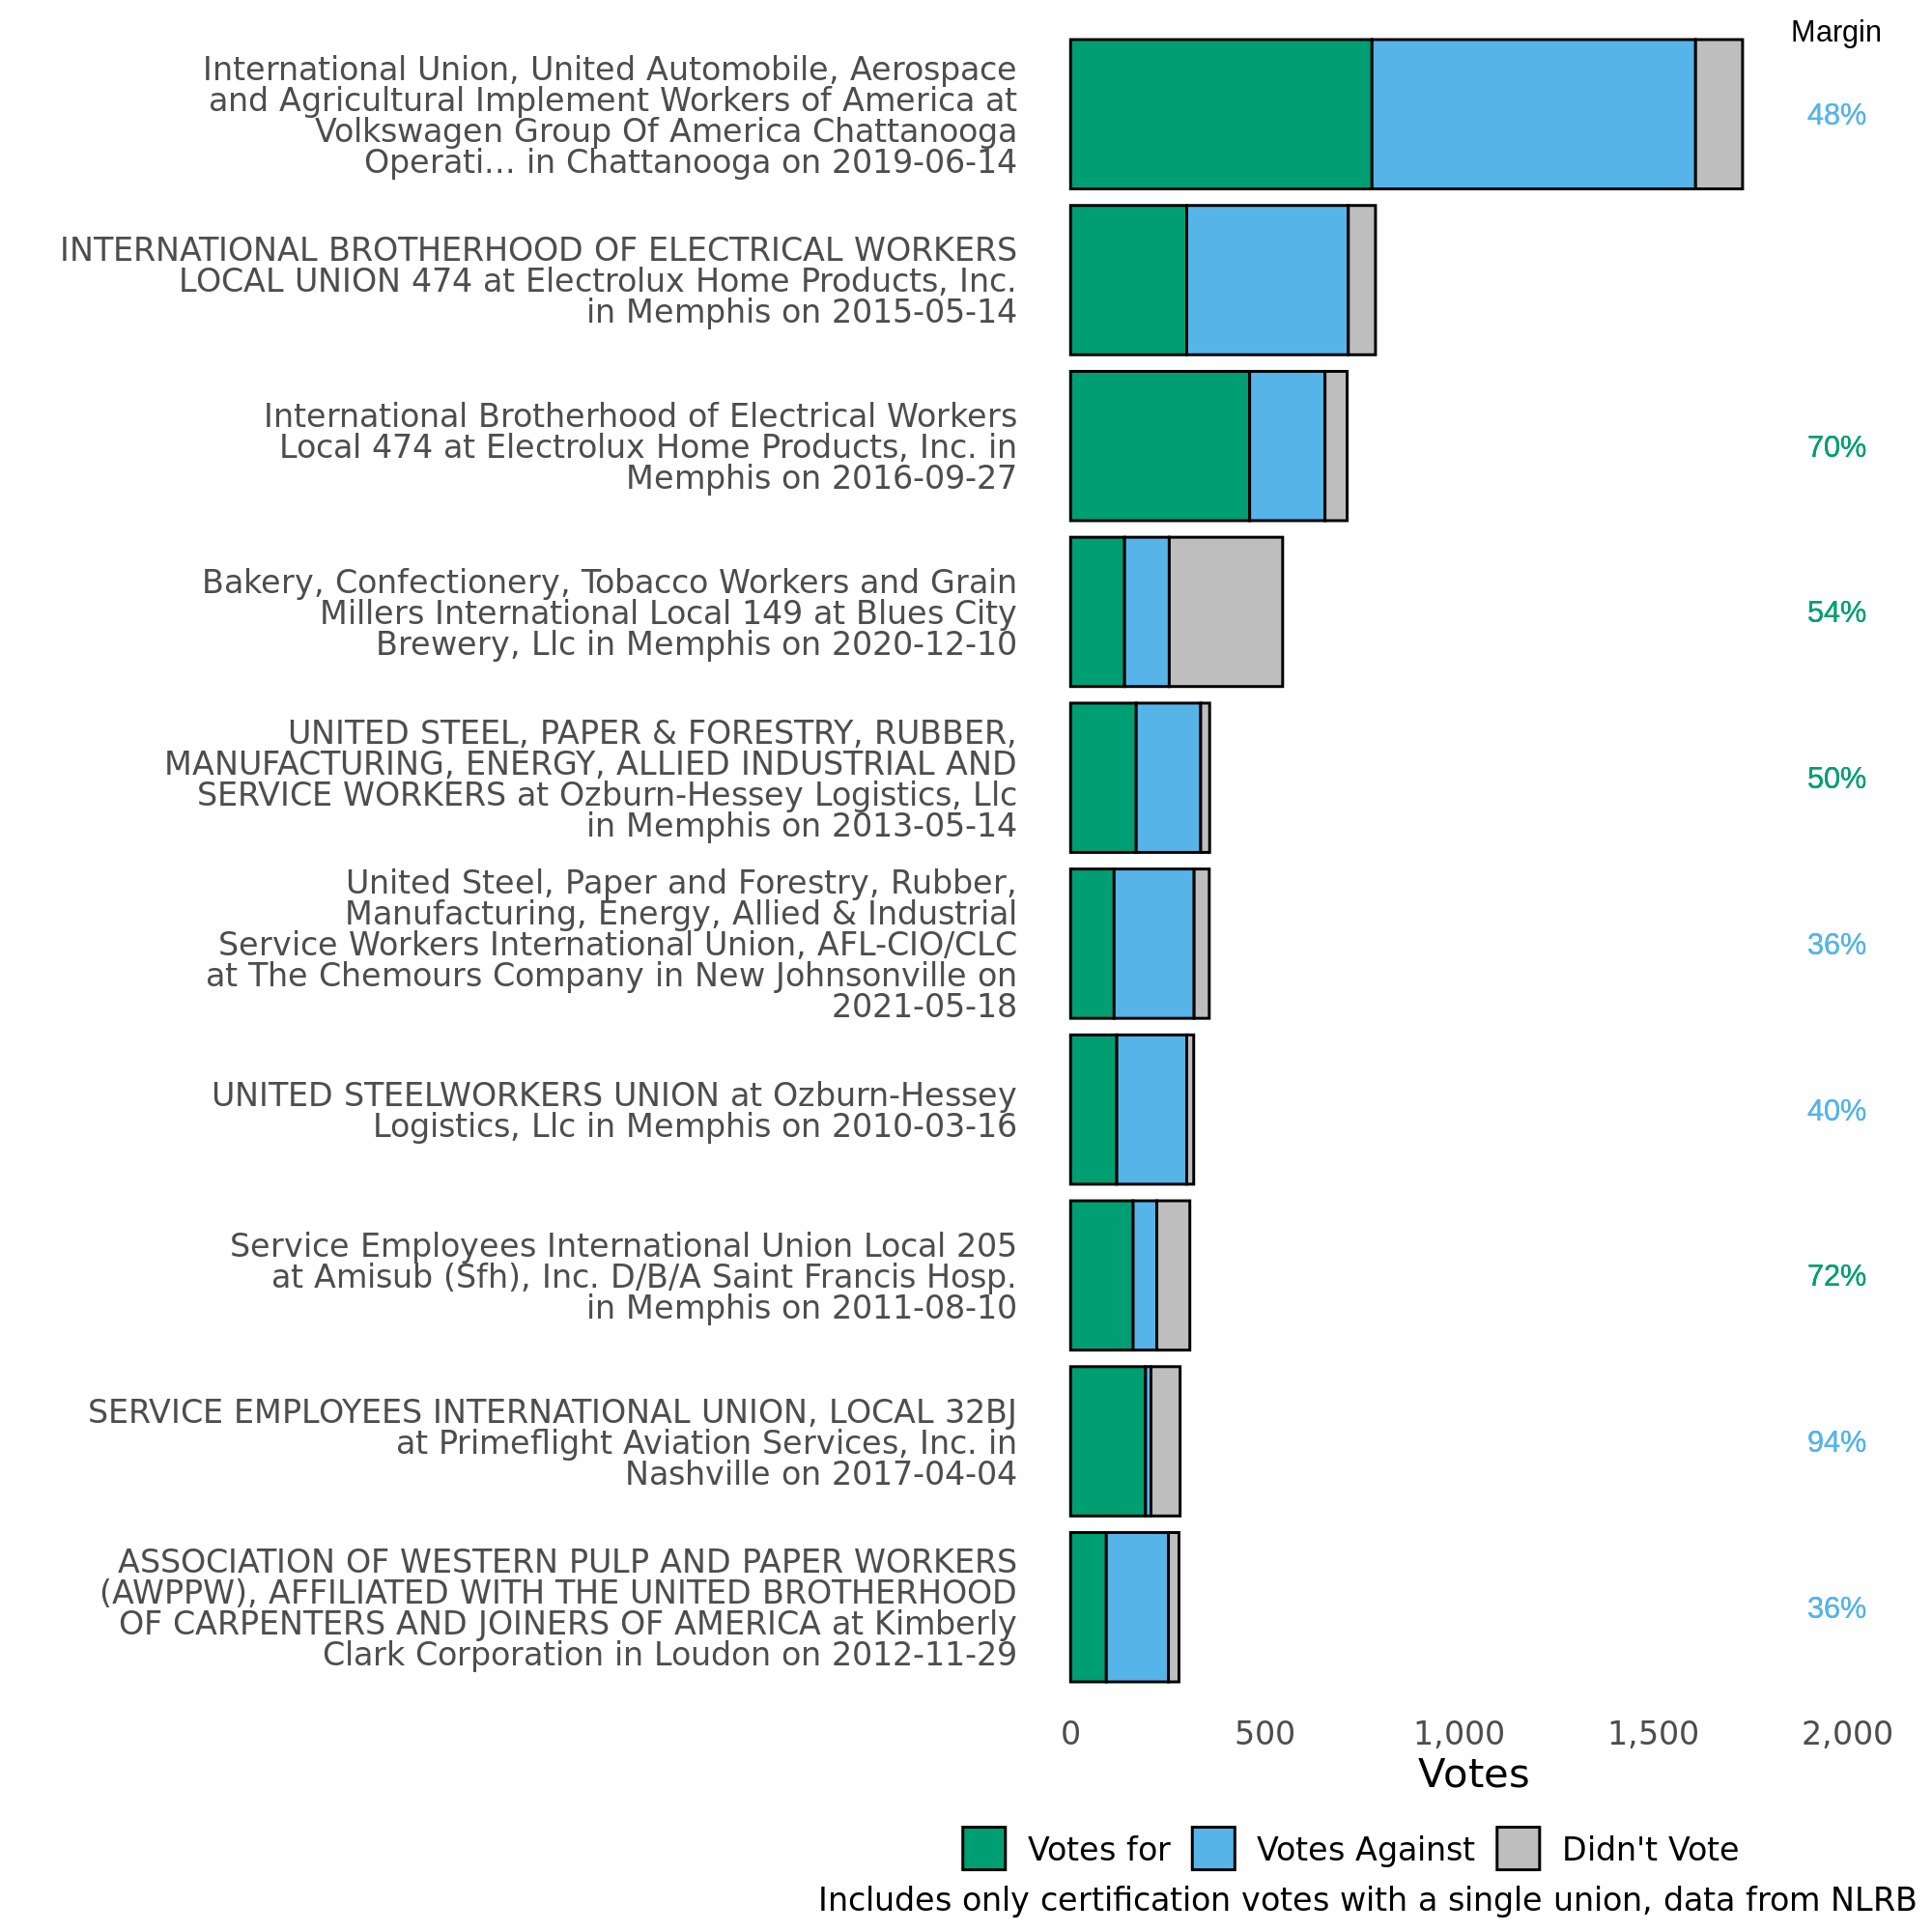 Margin
International Union, United Automobile, Aerospace
and Agricultural Implement Workers of America at
Volkswagen Group Of America Chattanooga
Operati... in Chattanooga on 2019-06-14
48%
INTERNATIONAL BROTHERHOOD OF ELECTRICAL WORKERS
LOCAL UNION 474 at Electrolux Home Products, Inc.
in Memphis on 2015-05-14
International Brotherhood of Electrical Workers
Local 474 at Electrolux Home Products, Inc. in
Memphis on 2016-09-27
70%
Bakery, Confectionery, Tobacco Workers and Grain
Millers International Local 149 at Blues City
Brewery, Llc in Memphis on 2020-12-10
54%
UNITED STEEL, PAPER & FORESTRY, RUBBER,
MANUFACTURING, ENERGY, ALLIED INDUSTRIAL AND
SERVICE WORKERS at Ozburn-Hessey Logistics, Llc
in Memphis on 2013-05-14
50%
United Steel, Paper and Forestry, Rubber,
Manufacturing, Energy, Allied & Industrial
Service Workers International Union, AFL-CIO/CLC
at The Chemours Company in New Johnsonville on
2021-05-18
36%
UNITED STEELWORKERS UNION at Ozburn-Hessey
Logistics, Llc in Memphis on 2010-03-16
40%
Service Employees International Union Local 205
at Amisub (Sfh), Inc. D/B/A Saint Francis Hosp.
in Memphis on 2011-08-10
72%
SERVICE EMPLOYEES INTERNATIONAL UNION, LOCAL 32BJ
at Primeflight Aviation Services, Inc. in
Nashville on 2017-04-04
94%
ASSOCIATION OF WESTERN PULP AND PAPER WORKERS
(AWPPW), AFFILIATED WITH THE UNITED BROTHERHOOD
OF CARPENTERS AND JOINERS OF AMERICA at Kimberly
Clark Corporation in Loudon on 2012-11-29
36%
0 500 1,000 1,500 2,000
Votes
Votes for Votes Against Didn't Vote
Includes only certification votes with a single union, data from NLRB